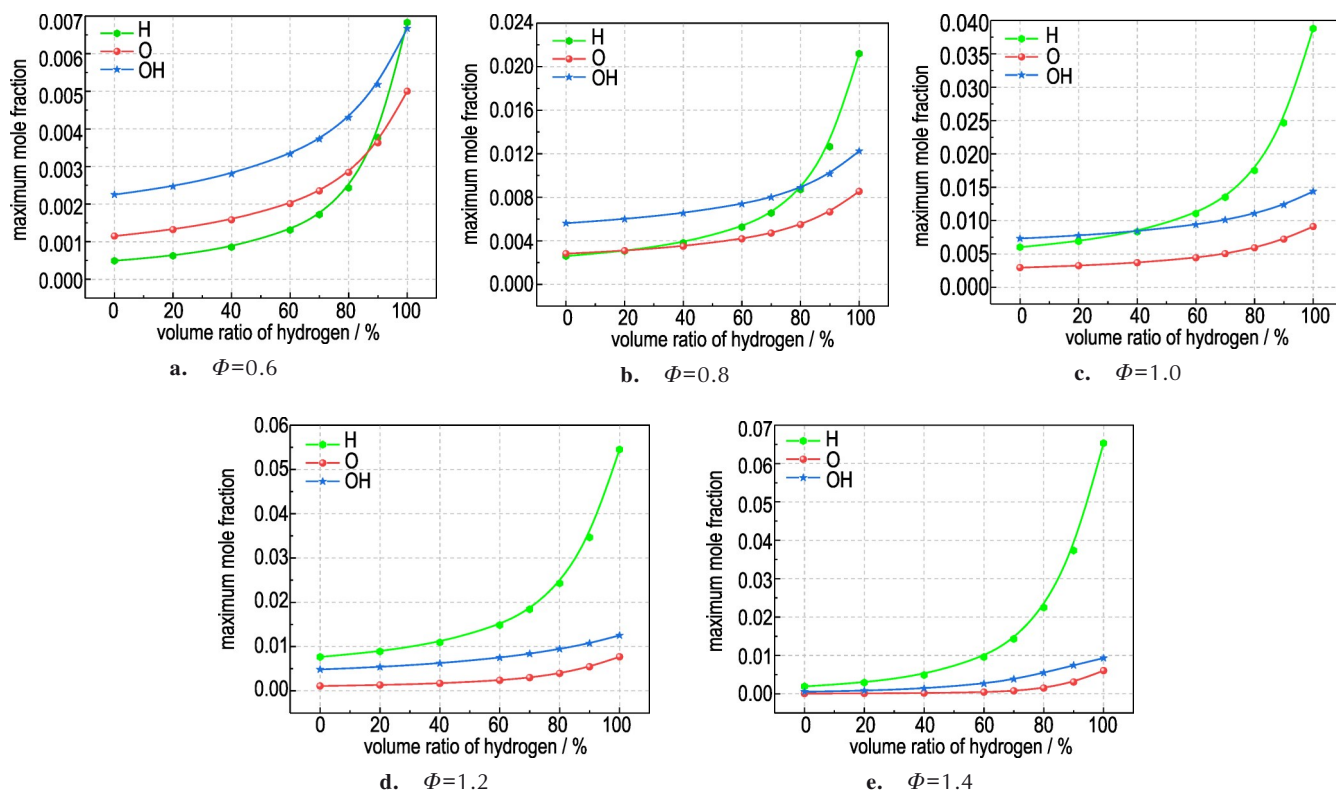 maximum mole fraction
0.007
0.006
0.005
0.004
0.003
0.002
0.001
0.000
H
O
OH
0 20 40 60 80 100
volume ratio of hydrogen / %
a. Φ=0.6
maximum mole fraction
0.024
0.020
0.016
0.012
0.008
0.004
0.000
H
O
OH
0 20 40 60 80 100
volume ratio of hydrogen / %
b. Φ=0.8
maximum mole fraction
0.040
0.035
0.030
0.025
0.020
0.015
0.010
0.005
0.000
H
O
OH
0 20 40 60 80 100
volume ratio of hydrogen / %
c. Φ=1.0
maximum mole fraction
0.06
0.05
0.04
0.03
0.02
0.01
0.00
H
O
OH
0 20 40 60 80 100
volume ratio of hydrogen / %
d. Φ=1.2
maximum mole fraction
0.07
0.06
0.05
0.04
0.03
0.02
0.01
0.00
H
O
OH
0 20 40 60 80 100
volume ratio of hydrogen / %
e. Φ=1.4